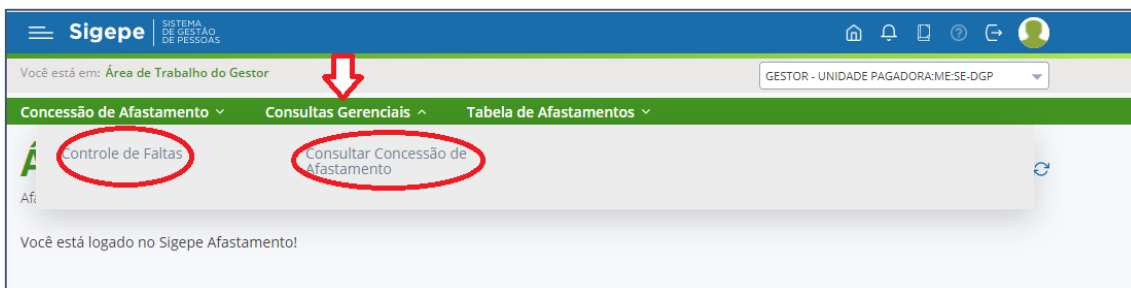 Sigepe SISTEMA
DE GESTÃO
DE PESSOAS
Você está em: Área de Trabalho do Gestor
GESTOR - UNIDADE PAGADORA:ME:SE-DGP
Concessão de Afastamento Consultas Gerenciais Tabela de Afastamentos
Controle de Faltas
Consultar Concessão de
Afastamento
Você está logado no Sigepe Afastamento!